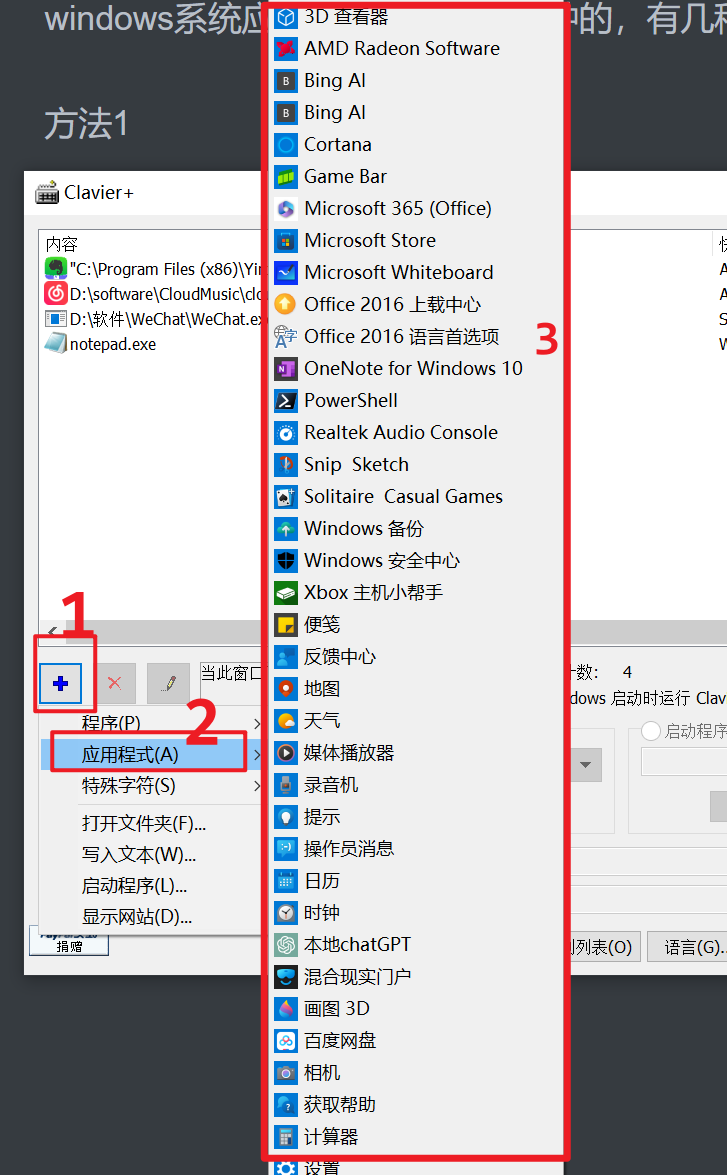 windows系统应
中的，有几种
方法1
Clavier+
内容
"C:\Program Files (x86)\Yin
D:\software\CloudMusic\clo
D:\软件\WeChat\WeChat.exe
notepad.exe
1
当此窗口
计数： 4
dows 启动时运行 Clav
启动程序
程序(P)
2
应用程式(A)
特殊字符(S)
打开文件夹(F)...
写入文本(W)...
启动程序(L)...
显示网站(D)...
捐赠
列表(O)
语言(G)..
3D 查看器
AMD Radeon Software
Bing AI
Bing AI
Cortana
Game Bar
Microsoft 365 (Office)
Microsoft Store
Microsoft Whiteboard
Office 2016 上载中心
Office 2016 语言首选项
3
OneNote for Windows 10
PowerShell
Realtek Audio Console
Snip  Sketch
Solitaire  Casual Games
Windows 备份
Windows 安全中心
Xbox 主机小帮手
便笺
反馈中心
地图
天气
媒体播放器
录音机
提示
操作员消息
日历
时钟
本地chatGPT
混合现实门户
画图 3D
百度网盘
相机
获取帮助
计算器
设置